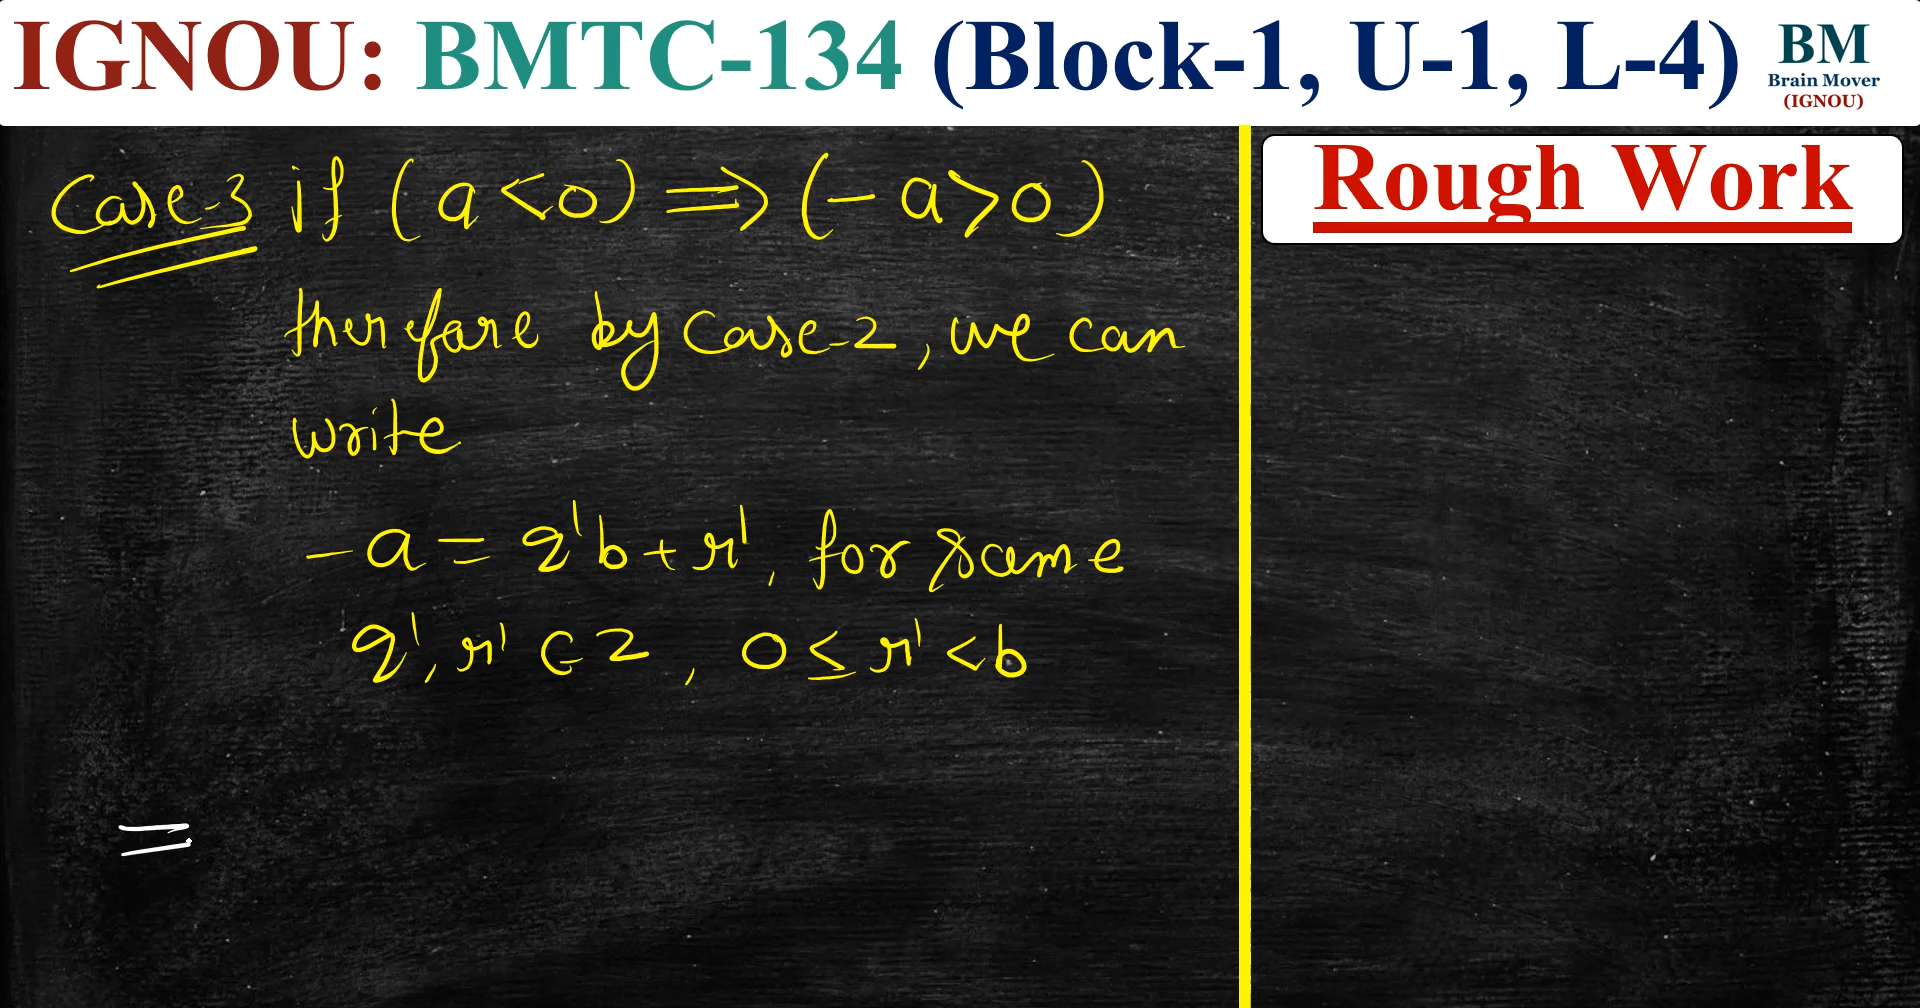 IGNOU: BMTC-134 (Block-1, U-1, L-4)
BM
Brain Mover
(IGNOU)
Rough Work
Case-3 if (a<0) ⇒ (-a>0)
therefore by Case-2, we can
write
-a = q'b + r', for some
q', r' ∈ Z, 0 ≤ r' < b
=